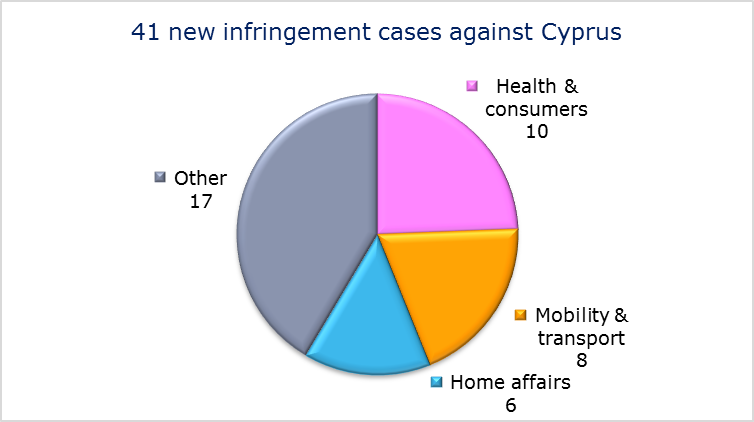 41 new infringement cases against Cyprus
Health &
consumers
10
Other
17
Mobility &
transport
8
Home affairs
6